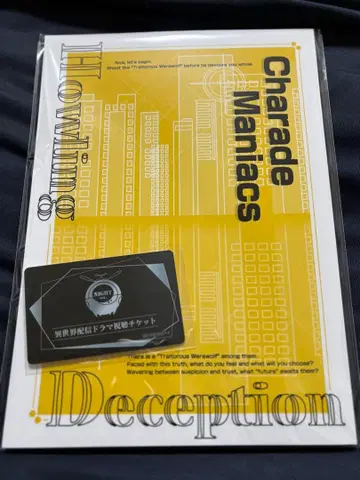 Now, let's begin.
Shoot the "Traitorous Werewolf" before he devours you whole.
Howling
Charade
Maniacs
NIGHT
異世界配信ドラマ視聴チケット
There is a "Traitorous Werewolf" among them.
Faced with this truth, what do you feel and what will you choose?
Wavering between suspicion and trust, what "future" awaits them?
Deception